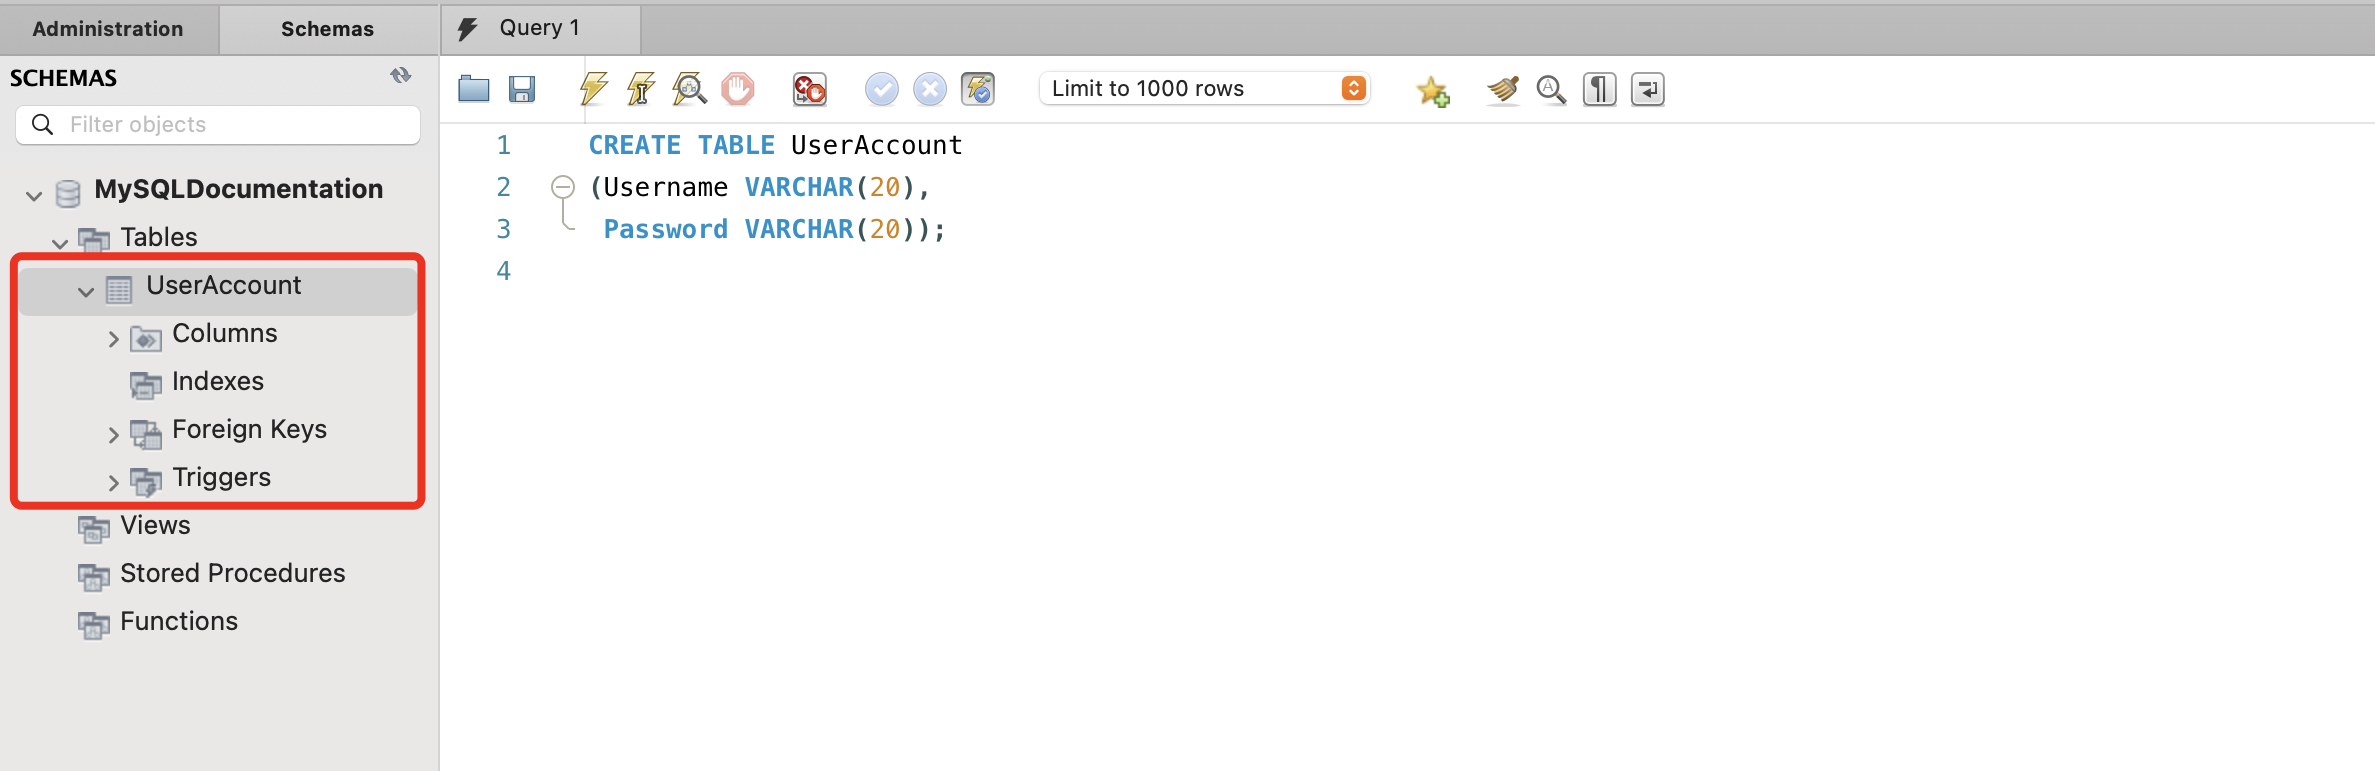 Administration
Schemas
Query 1
SCHEMAS
Filter objects
Limit to 1000 rows
MySQLDocumentation
Tables
UserAccount
Columns
Indexes
Foreign Keys
Triggers
Views
Stored Procedures
Functions
1 CREATE TABLE UserAccount
2 (Username VARCHAR(20),
3 Password VARCHAR(20));
4